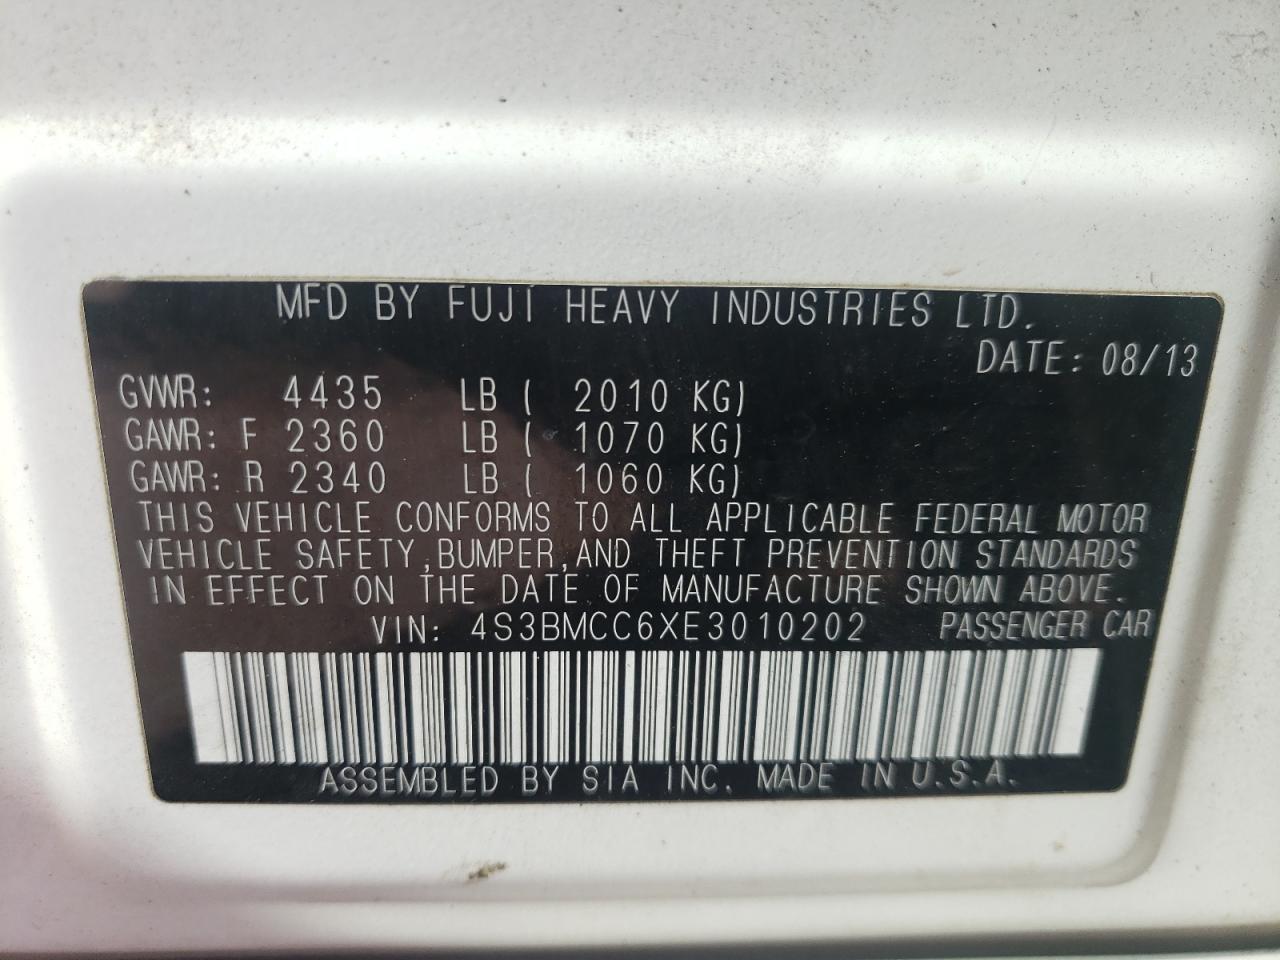 MFD BY FUJI HEAVY INDUSTRIES LTD.
DATE: 08/13
GVWR: 4435 LB ( 2010 KG)
GAWR: F 2360 LB ( 1070 KG)
GAWR: R 2340 LB ( 1060 KG)
THIS VEHICLE CONFORMS TO ALL APPLICABLE FEDERAL MOTOR
VEHICLE SAFETY,BUMPER,AND THEFT PREVENTION STANDARDS
IN EFFECT ON THE DATE OF MANUFACTURE SHOWN ABOVE.
VIN: 4S3BMCC6XE3010202 PASSENGER CAR
ASSEMBLED BY SIA INC. MADE IN U.S.A.